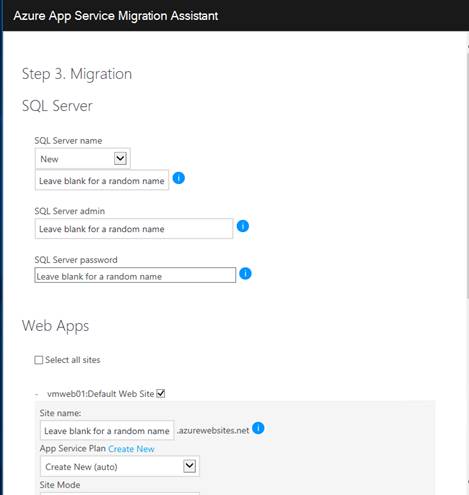 Azure App Service Migration Assistant
Step 3. Migration
SQL Server
SQL Server name
New
Leave blank for a random name
SQL Server admin
Leave blank for a random name
SQL Server password
Leave blank for a random name
Web Apps
Select all sites
- vmweb01:Default Web Site
Site name:
Leave blank for a random name .azurewebsites.net
App Service Plan Create New
Create New (auto)
Site Mode